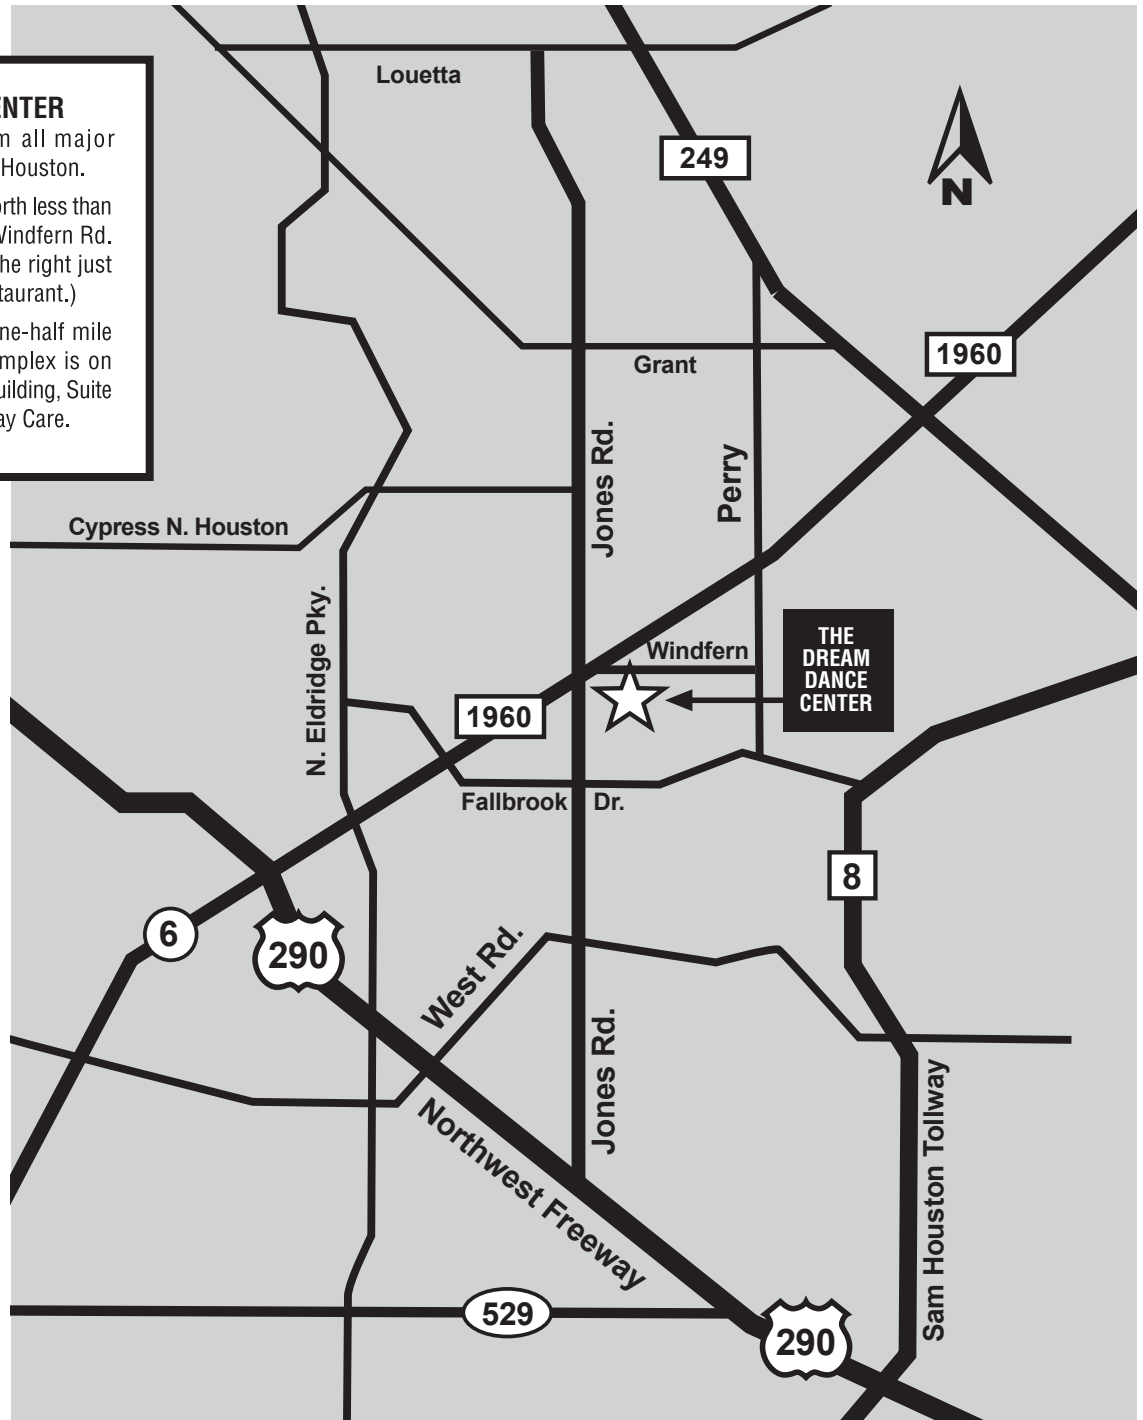 ENTER
m all major
Houston.
orth less than
Windfern Rd.
he right just
staurant.)
ne-half mile
mplex is on
uilding, Suite
ay Care.
Louetta
249
N
1960
Grant
Jones Rd.
Perry
Cypress N. Houston
N. Eldridge Pky.
Windfern
THE
DREAM
DANCE
CENTER
1960
Fallbrook Dr.
8
6
290
West Rd.
Jones Rd.
Northwest Freeway
Sam Houston Tollway
529
290